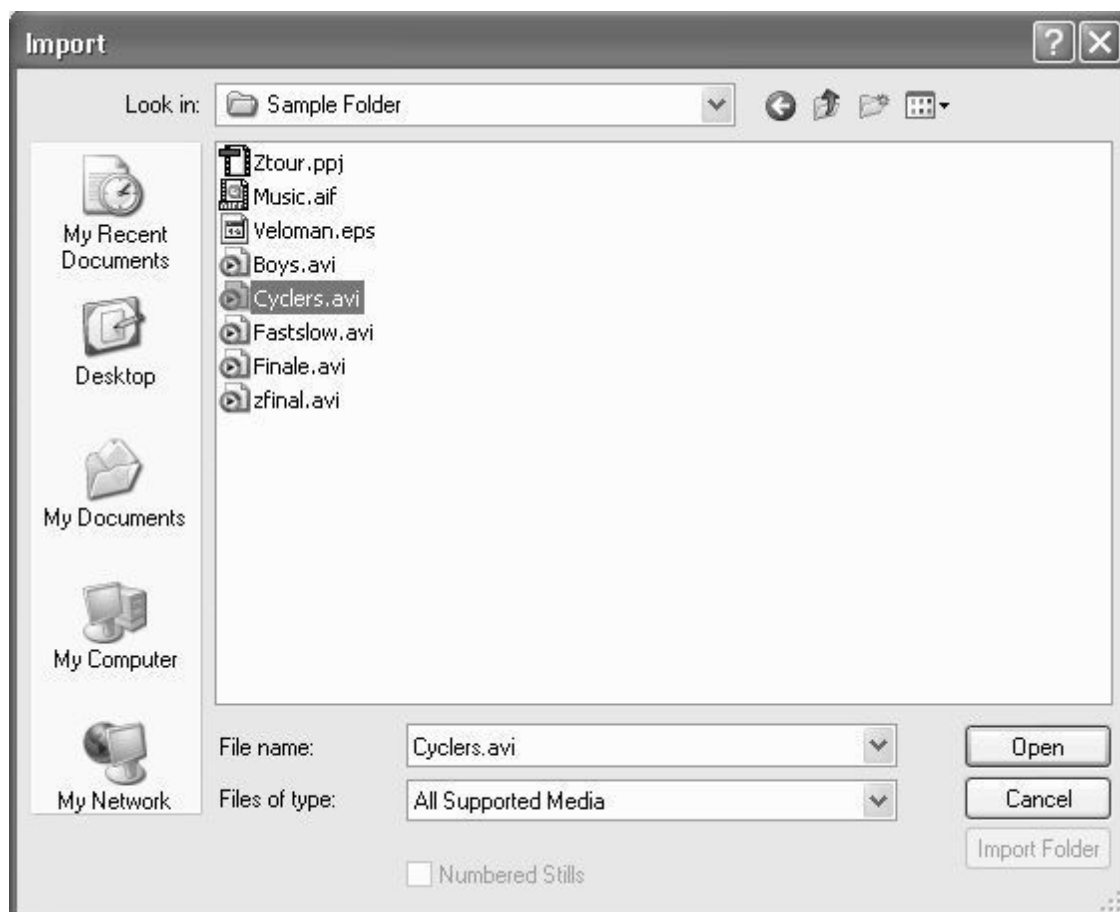 Import
Look in: Sample Folder
My Recent
Documents
Desktop
My Documents
My Computer
My Network
Ztour.ppj
Music.aif
Veloman.eps
Boys.avi
Cyclers.avi
Fastslow.avi
Finale.avi
zfinal.avi
File name: Cyclers.avi Open
Files of type: All Supported Media Cancel
Import Folder
Numbered Stills